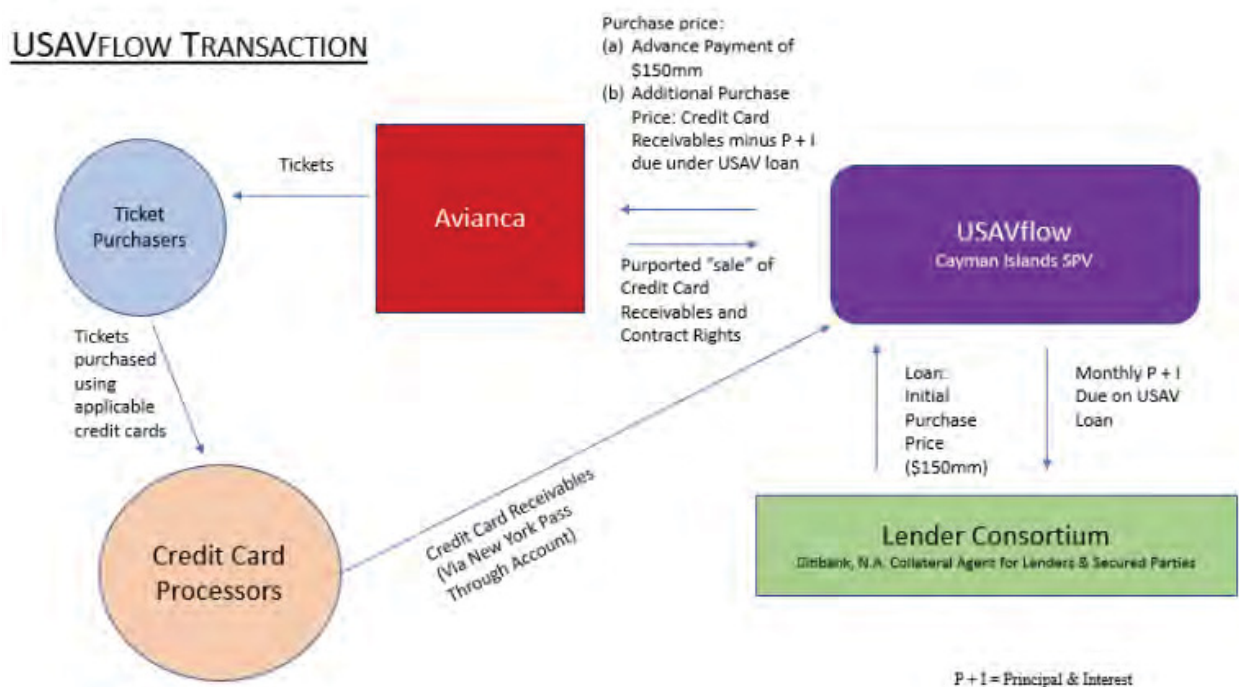 USAVFLOW TRANSACTION
Purchase price:
(a) Advance Payment of
$150mm
(b) Additional Purchase
Price: Credit Card
Receivables minus P + I
due under USAV loan
Tickets
Ticket
Purchasers
Avianca
USAVflow
Cayman Islands SPV
Purported "sale" of
Credit Card
Receivables and
Contract Rights
Tickets
purchased
using
applicable
credit cards
Loan:
Initial
Purchase
Price
($150mm)
Monthly P + I
Due on USAV
Loan
Credit Card
Processors
Credit Card Receivables
(Via New York Pass
Through Account)
Lender Consortium
Citibank, N.A. Collateral Agent for Lenders & Secured Parties
P + I = Principal & Interest